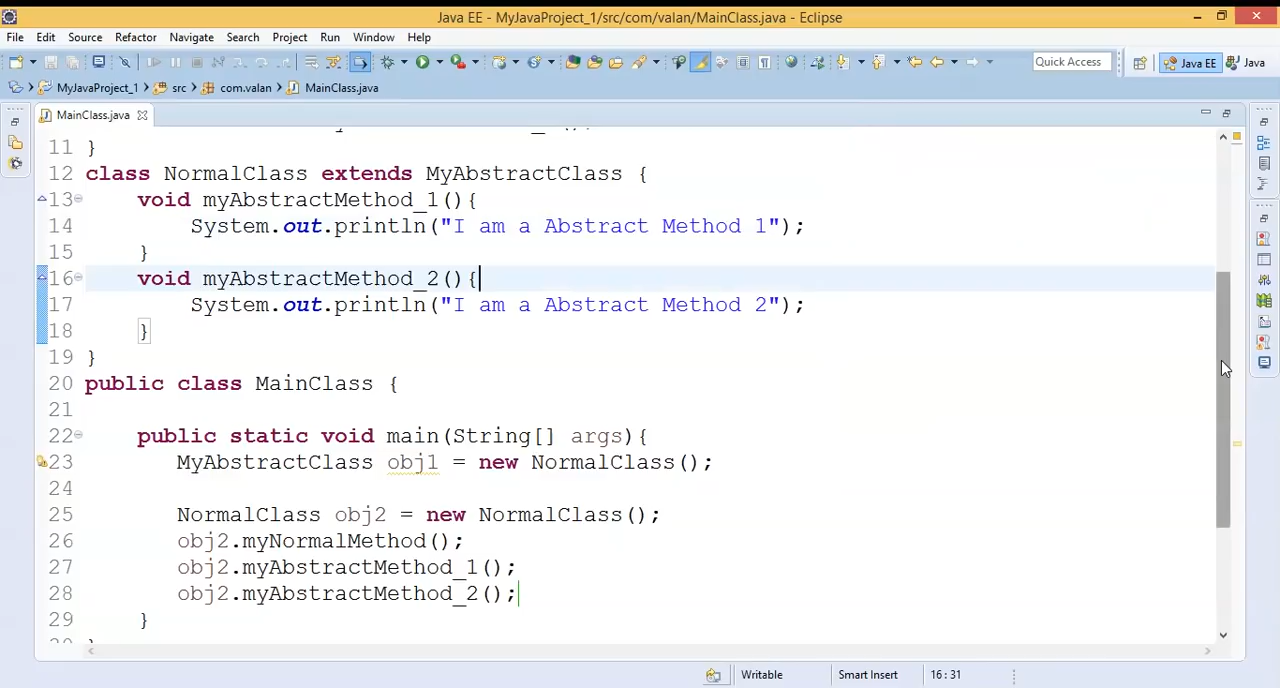 Java EE - MyJavaProject_1/src/com/valan/MainClass.java - Eclipse
File Edit Source Refactor Navigate Search Project Run Window Help
Quick Access Java EE Java
MyJavaProject_1 src com.valan MainClass.java
MainClass.java
11 }
12 class NormalClass extends MyAbstractClass {
13 void myAbstractMethod_1(){
14 System.out.println("I am a Abstract Method 1");
15 }
16 void myAbstractMethod_2(){
17 System.out.println("I am a Abstract Method 2");
18 }
19 }
20 public class MainClass {
21
22 public static void main(String[] args){
23 MyAbstractClass obj1 = new NormalClass();
24
25 NormalClass obj2 = new NormalClass();
26 obj2.myNormalMethod();
27 obj2.myAbstractMethod_1();
28 obj2.myAbstractMethod_2();
29 }
Writable Smart Insert 16 : 31